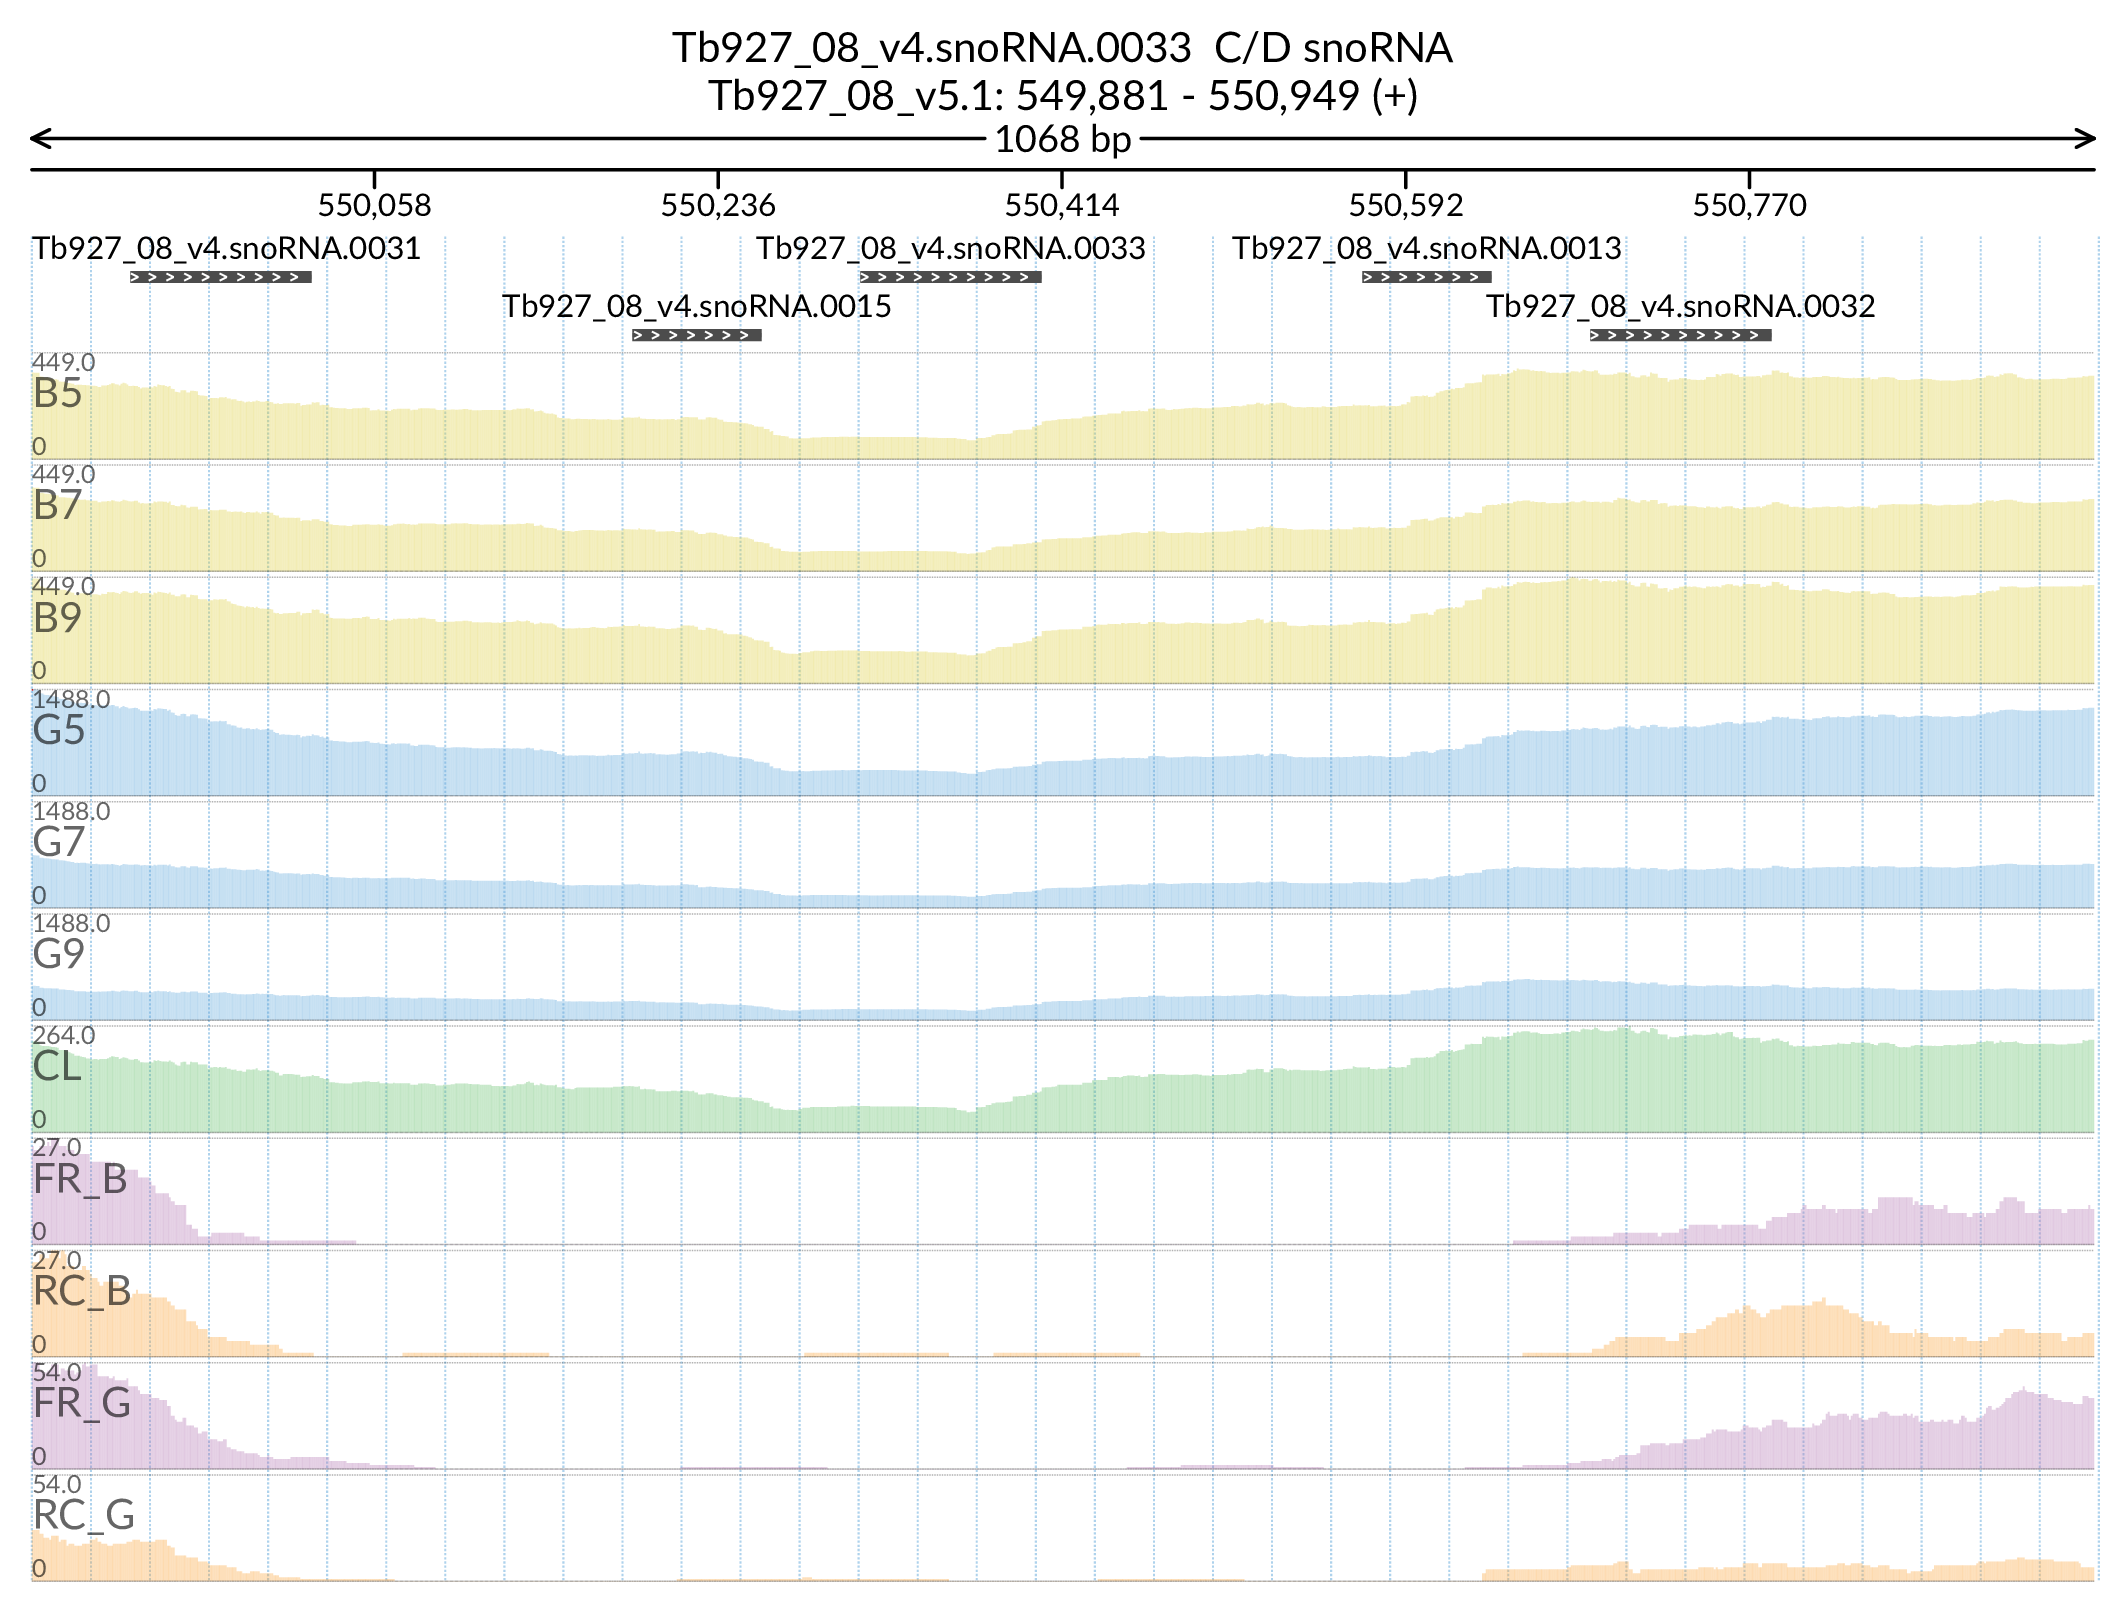 Tb927_08_v4.snoRNA.0033  C/D snoRNA
Tb927_08_v5.1: 549,881 - 550,949 (+)
1068 bp
550,058 550,236 550,414 550,592 550,770
Tb927_08_v4.snoRNA.0031 Tb927_08_v4.snoRNA.0033 Tb927_08_v4.snoRNA.0013
Tb927_08_v4.snoRNA.0015 Tb927_08_v4.snoRNA.0032
449.0
B5
0
449.0
B7
0
449.0
B9
0
1488.0
G5
0
1488.0
G7
0
1488.0
G9
0
264.0
CL
0
27.0
FR_B
0
27.0
RC_B
0
54.0
FR_G
0
54.0
RC_G
0